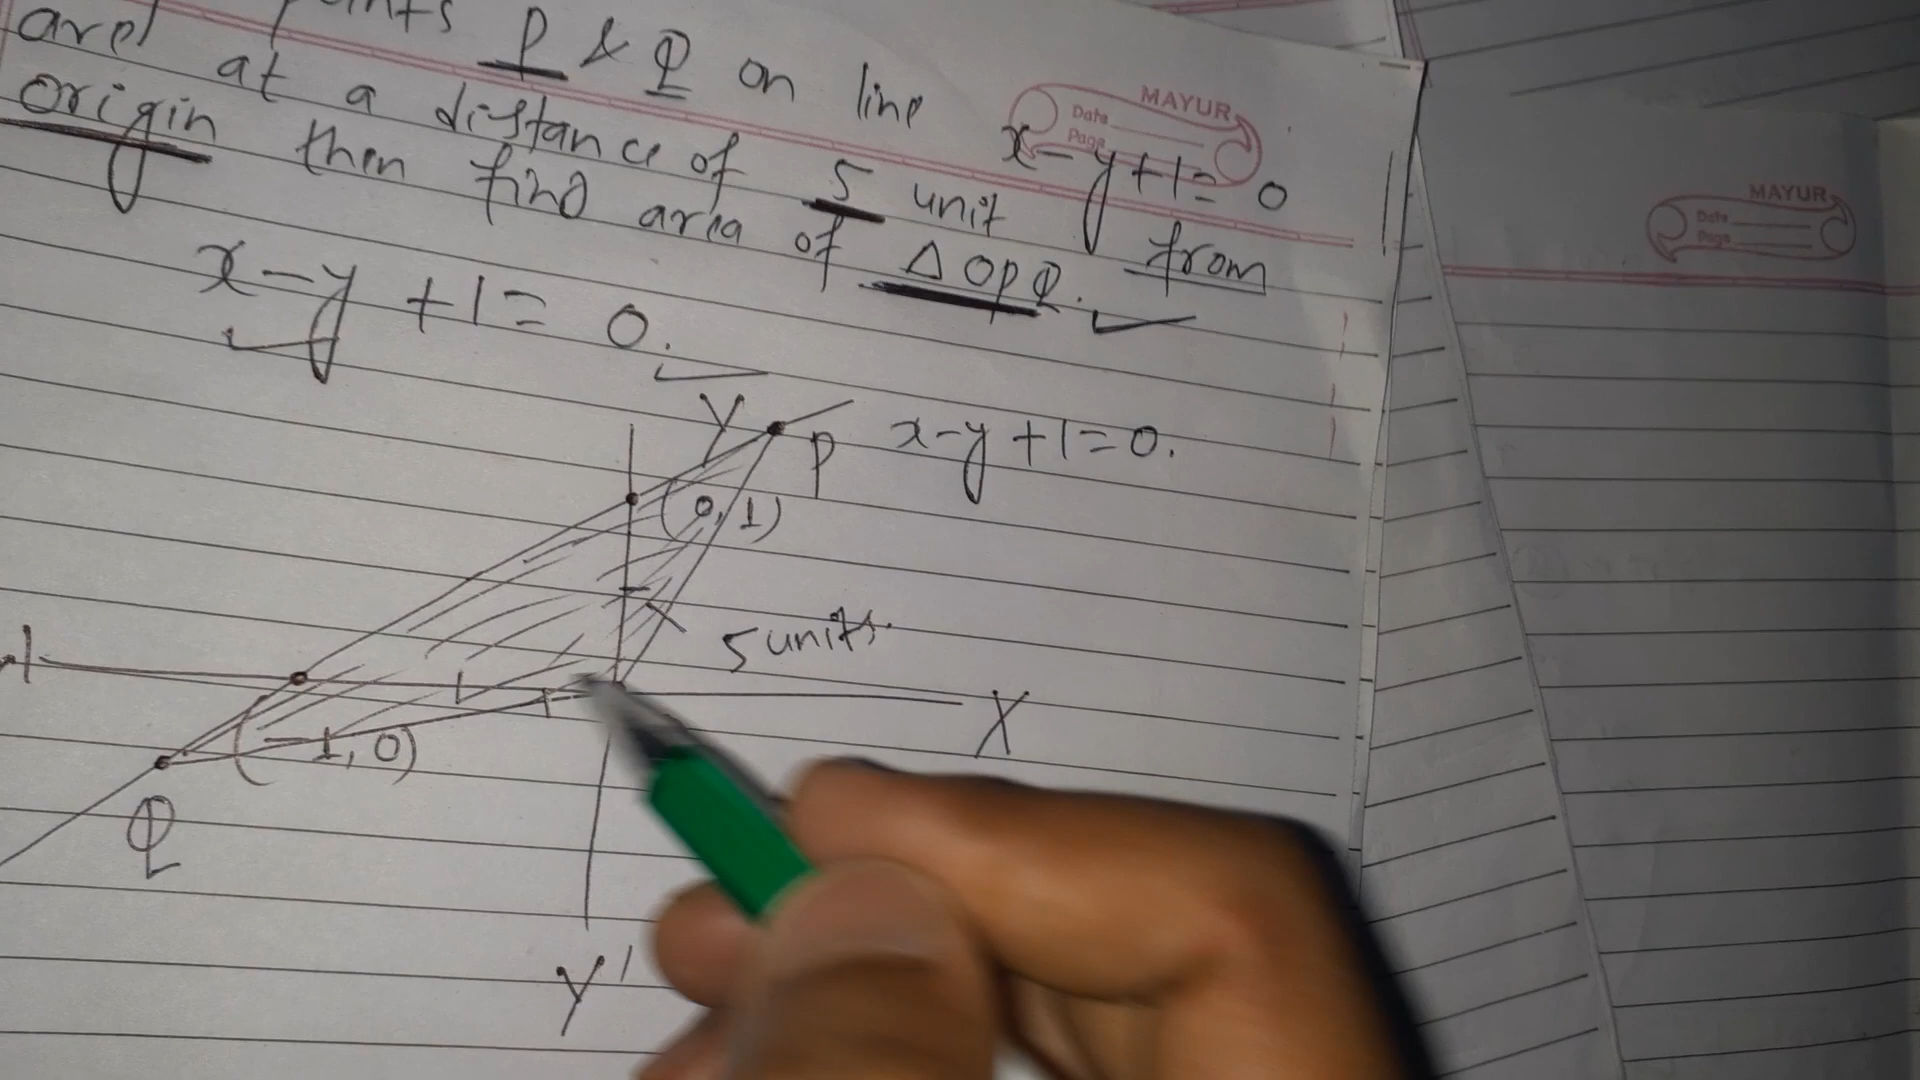 points P & Q on line x-y+1=0
are at a distance of 5 unit from
origin then find area of Δ OPQ.
x-y+1=0.
Y
P x-y+1=0.
(0,1)
5 units.
X
(-1,0)
Q
Y'
MAYUR
Date
Page
MAYUR
Date
Page